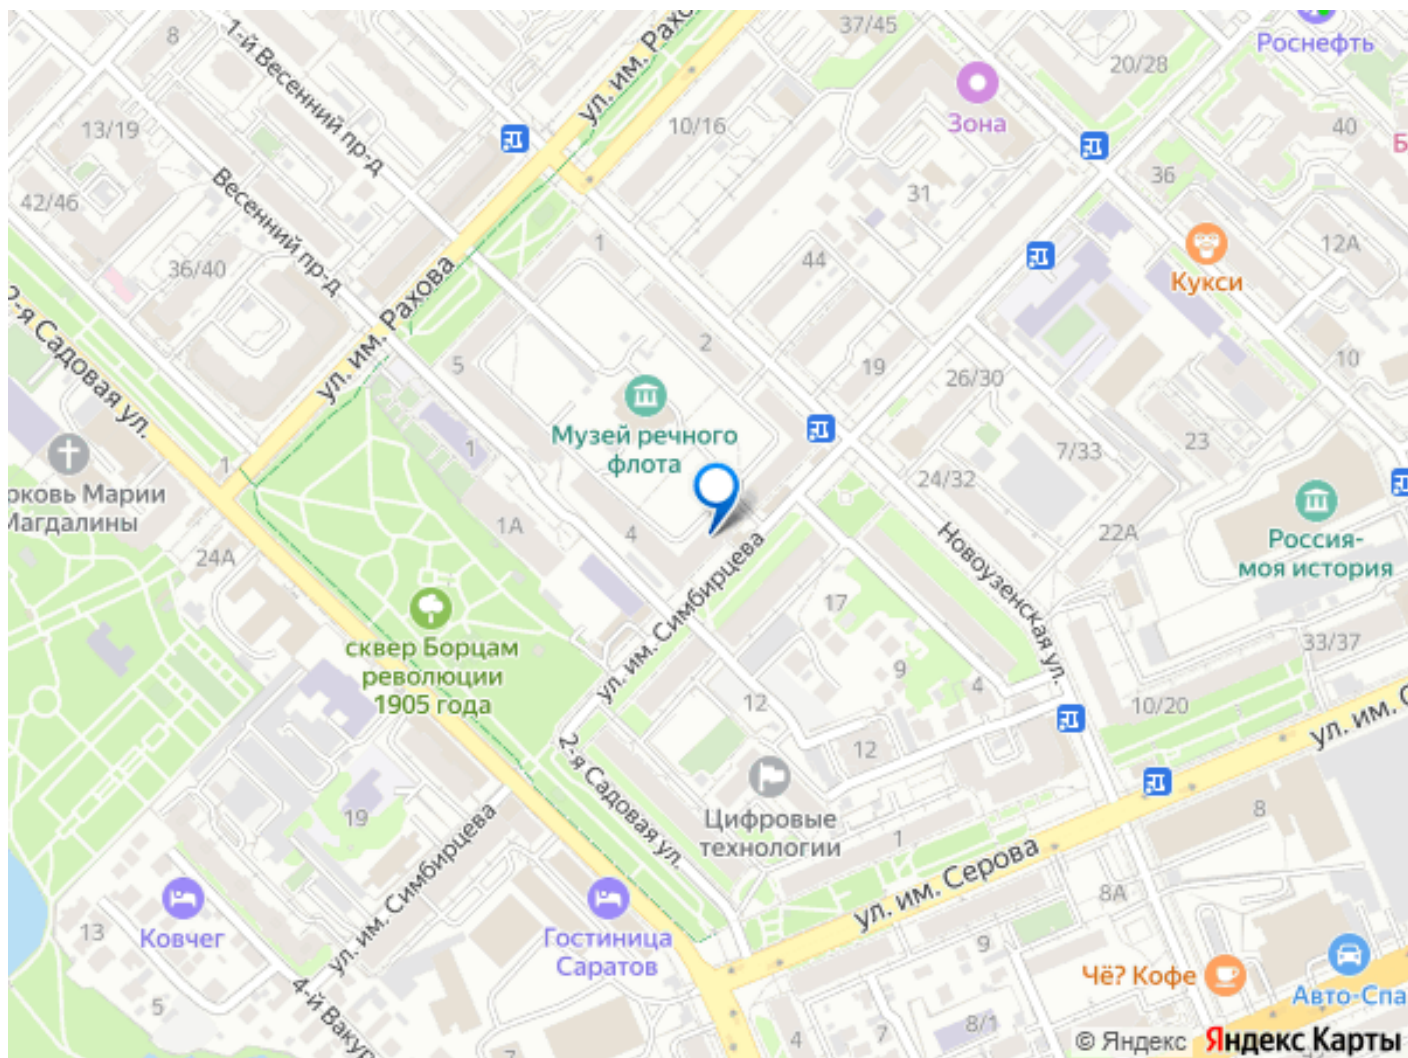 37/45
Роснефть
8
1-й Весенний пр-д
ул. им. Рахо
20/28
Зона
13/19
10/16
40
Б
36
31
42/46
Весенний пр-д
1
12А
36/40
44
Кукси
2-я Садовая ул.
ул. им. Рахова
2
10
5
19
26/30
Музей речного
флота
1
7/33
23
1
24/32
рковь Марии
Магдалины
1А
4
22А
Россия-
моя история
24А
ул. им. Симбирцева
Новоузенская ул.
17
сквер Борцам
революции
1905 года
33/37
9
4
12
10/20
ул. им. С
12
2-я Садовая ул.
19
Цифровые
технологии
1
8
ул. им. Симбирцева
ул. им. Серова
8А
13
Ковчег
Гостиница
Саратов
9
Чё? Кофе
4-й Вакур
5
Авто-Спа
8/1
4
7
7
© Яндекс Яндекс Карты